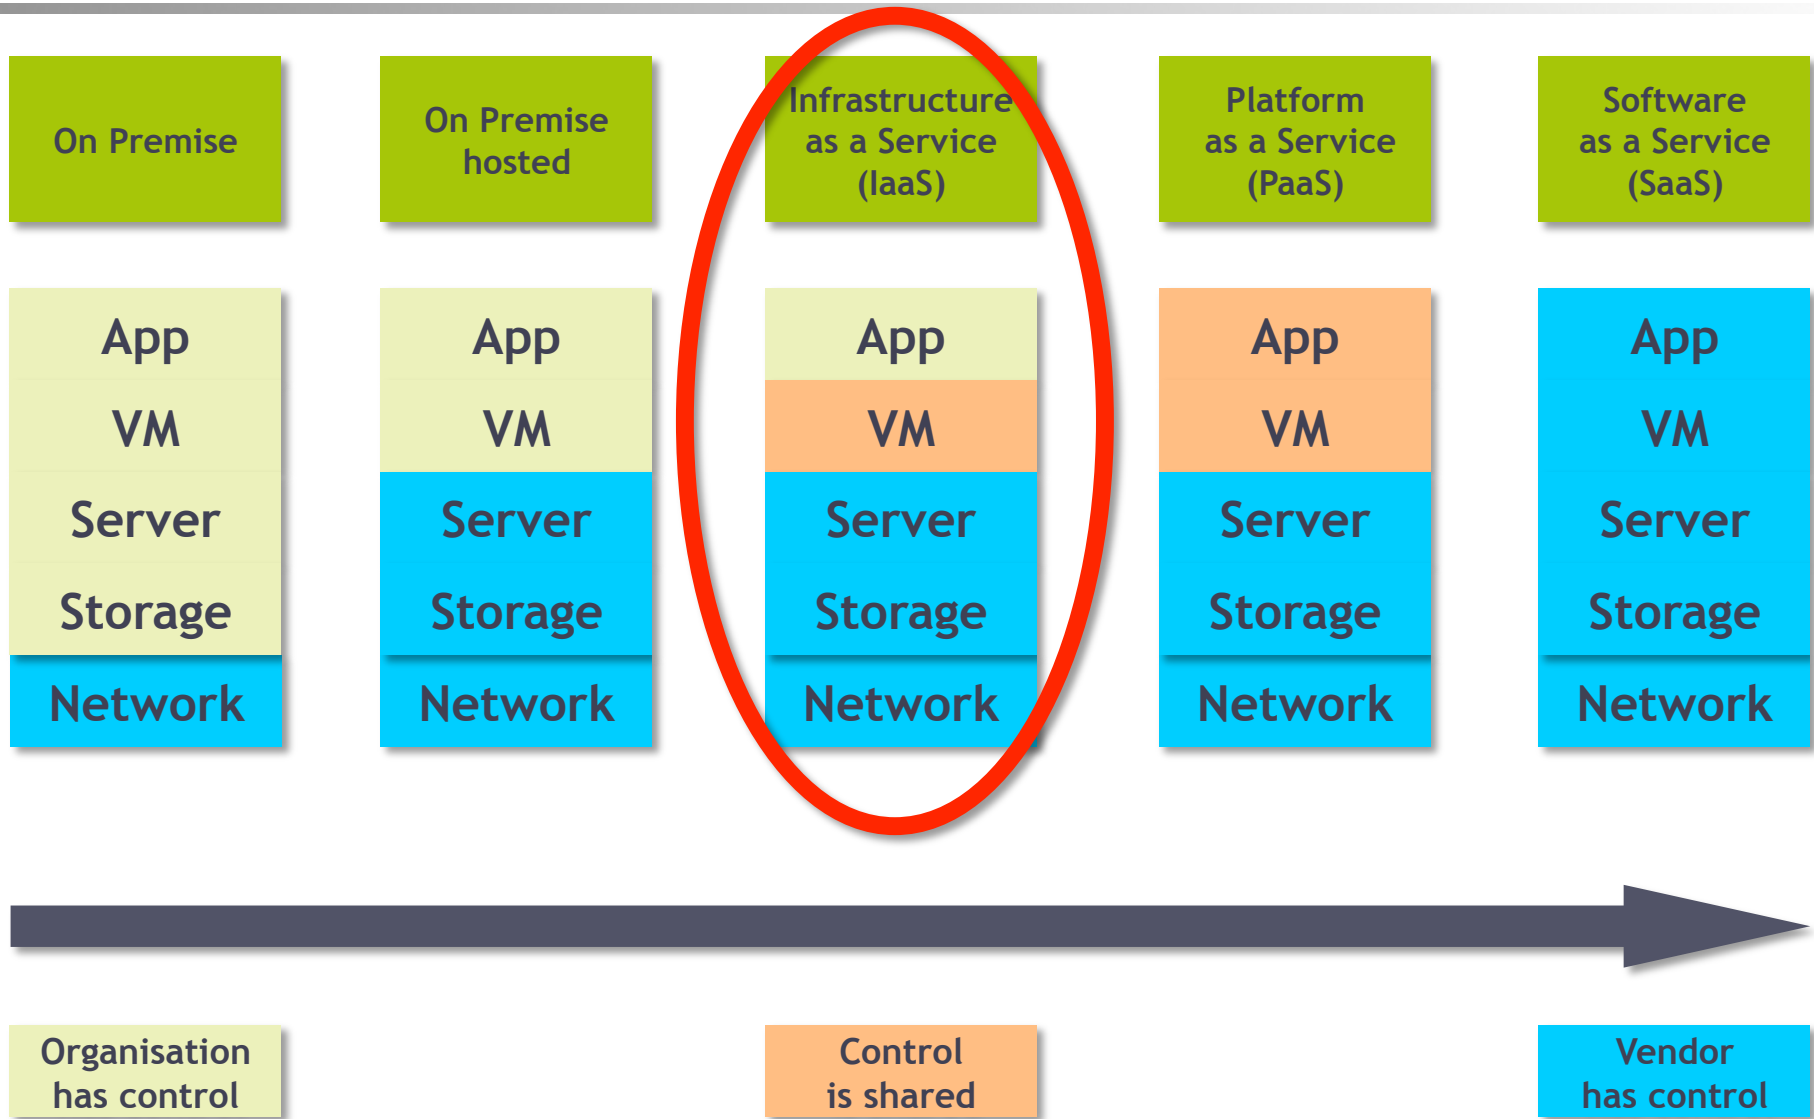 On Premise
On Premise
hosted
Infrastructure
as a Service
(IaaS)
Platform
as a Service
(PaaS)
Software
as a Service
(SaaS)
App
VM
Server
Storage
Network
App
VM
Server
Storage
Network
App
VM
Server
Storage
Network
App
VM
Server
Storage
Network
App
VM
Server
Storage
Network
Organisation
has control
Control
is shared
Vendor
has control